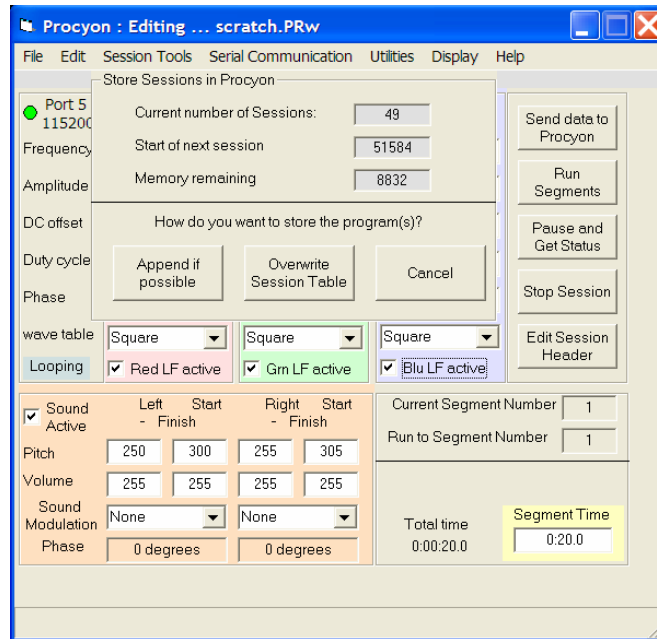 Procyon : Editing ... scratch.PRw
File Edit Session Tools Serial Communication Utilities Display Help
Store Sessions in Procyon
Current number of Sessions: 49
Start of next session 51584
Memory remaining 8832
How do you want to store the program(s)?
Append if possible
Overwrite Session Table
Cancel
Port 5
115200
Frequency
Amplitude
DC offset
Duty cycle
Phase
wave table Square Square Square
Looping Red LF active Grn LF active Blu LF active
Send data to Procyon
Run Segments
Pause and Get Status
Stop Session
Edit Session Header
Sound Active
Left Start - Finish
Right Start - Finish
Pitch 250 300 255 305
Volume 255 255 255 255
Sound Modulation None None
Phase 0 degrees 0 degrees
Current Segment Number 1
Run to Segment Number 1
Total time
0:00:20.0
Segment Time
0:20.0